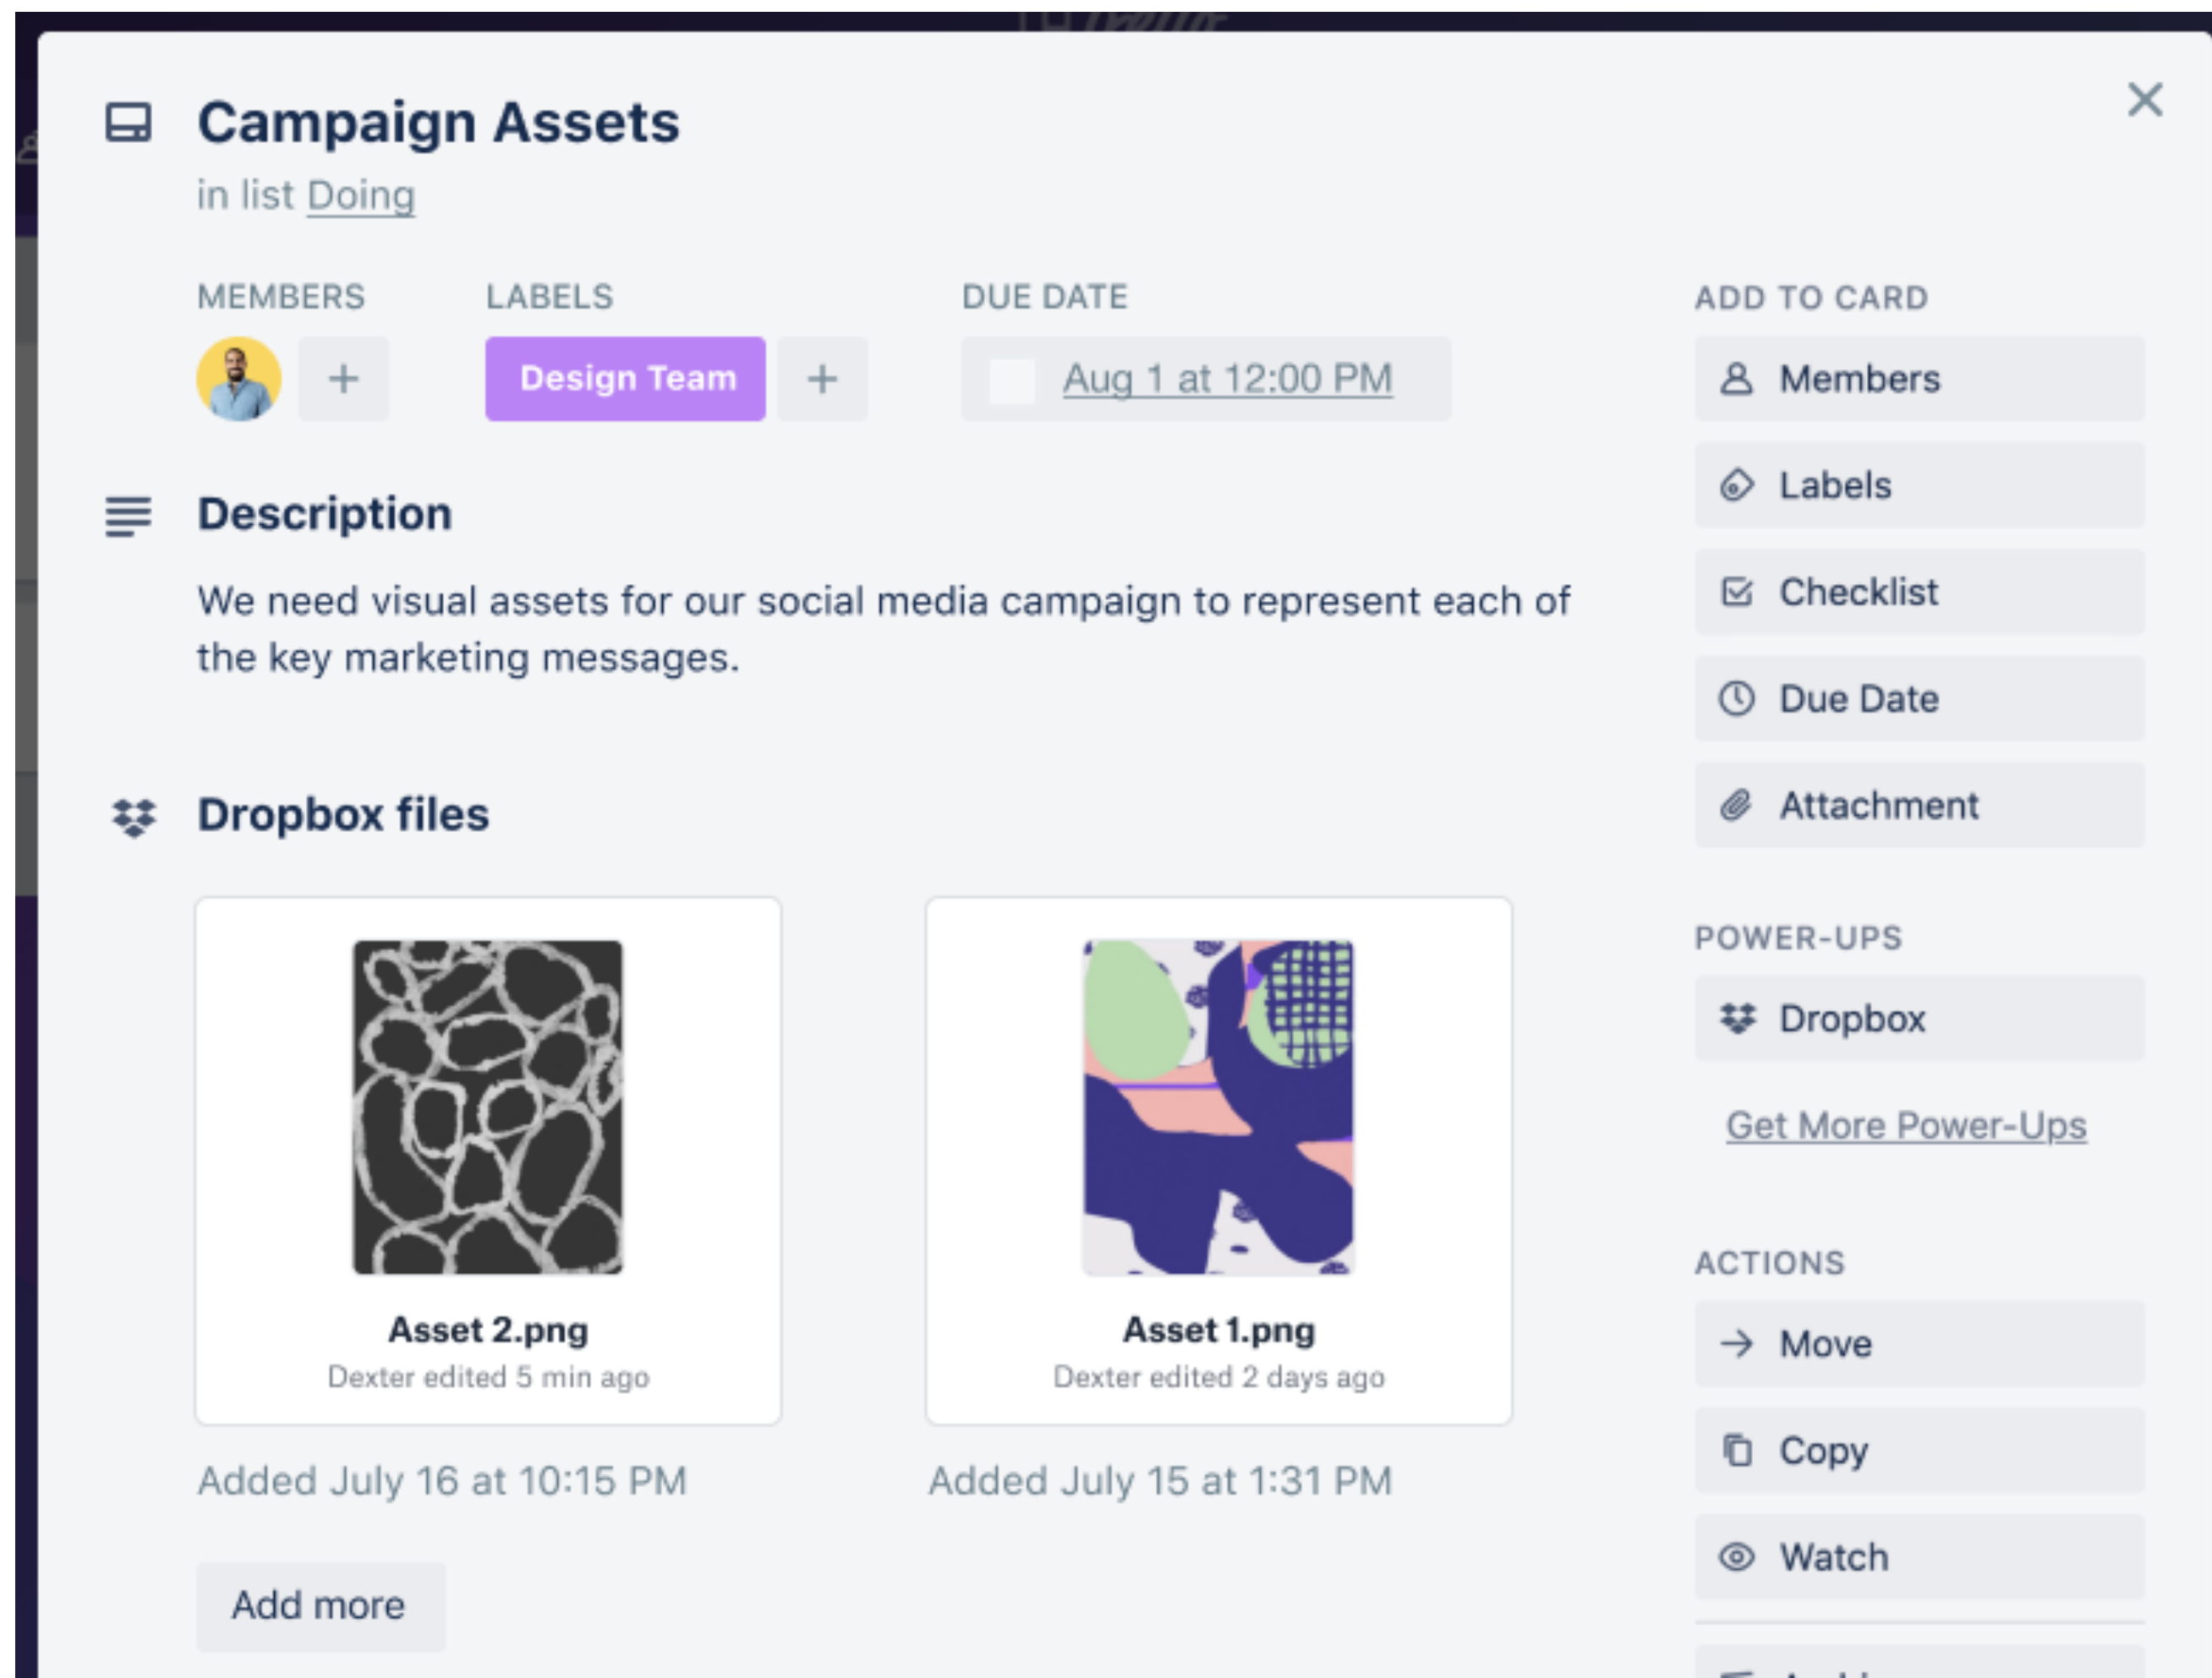 Campaign Assets
in list Doing
MEMBERS
LABELS
DUE DATE
Design Team
Aug 1 at 12:00 PM
Description
We need visual assets for our social media campaign to represent each of
the key marketing messages.
Dropbox files
Asset 2.png
Dexter edited 5 min ago
Added July 16 at 10:15 PM
Asset 1.png
Dexter edited 2 days ago
Added July 15 at 1:31 PM
Add more
ADD TO CARD
Members
Labels
Checklist
Due Date
Attachment
POWER-UPS
Dropbox
Get More Power-Ups
ACTIONS
Move
Copy
Watch